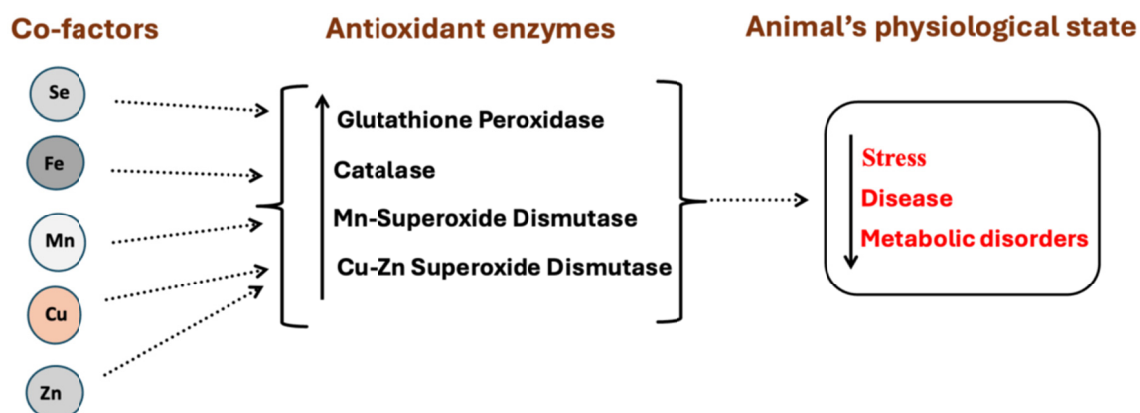 Co-factors
Antioxidant enzymes
Animal's physiological state
Se
Fe
Mn
Cu
Zn
Glutathione Peroxidase
Catalase
Mn-Superoxide Dismutase
Cu-Zn Superoxide Dismutase
Stress
Disease
Metabolic disorders